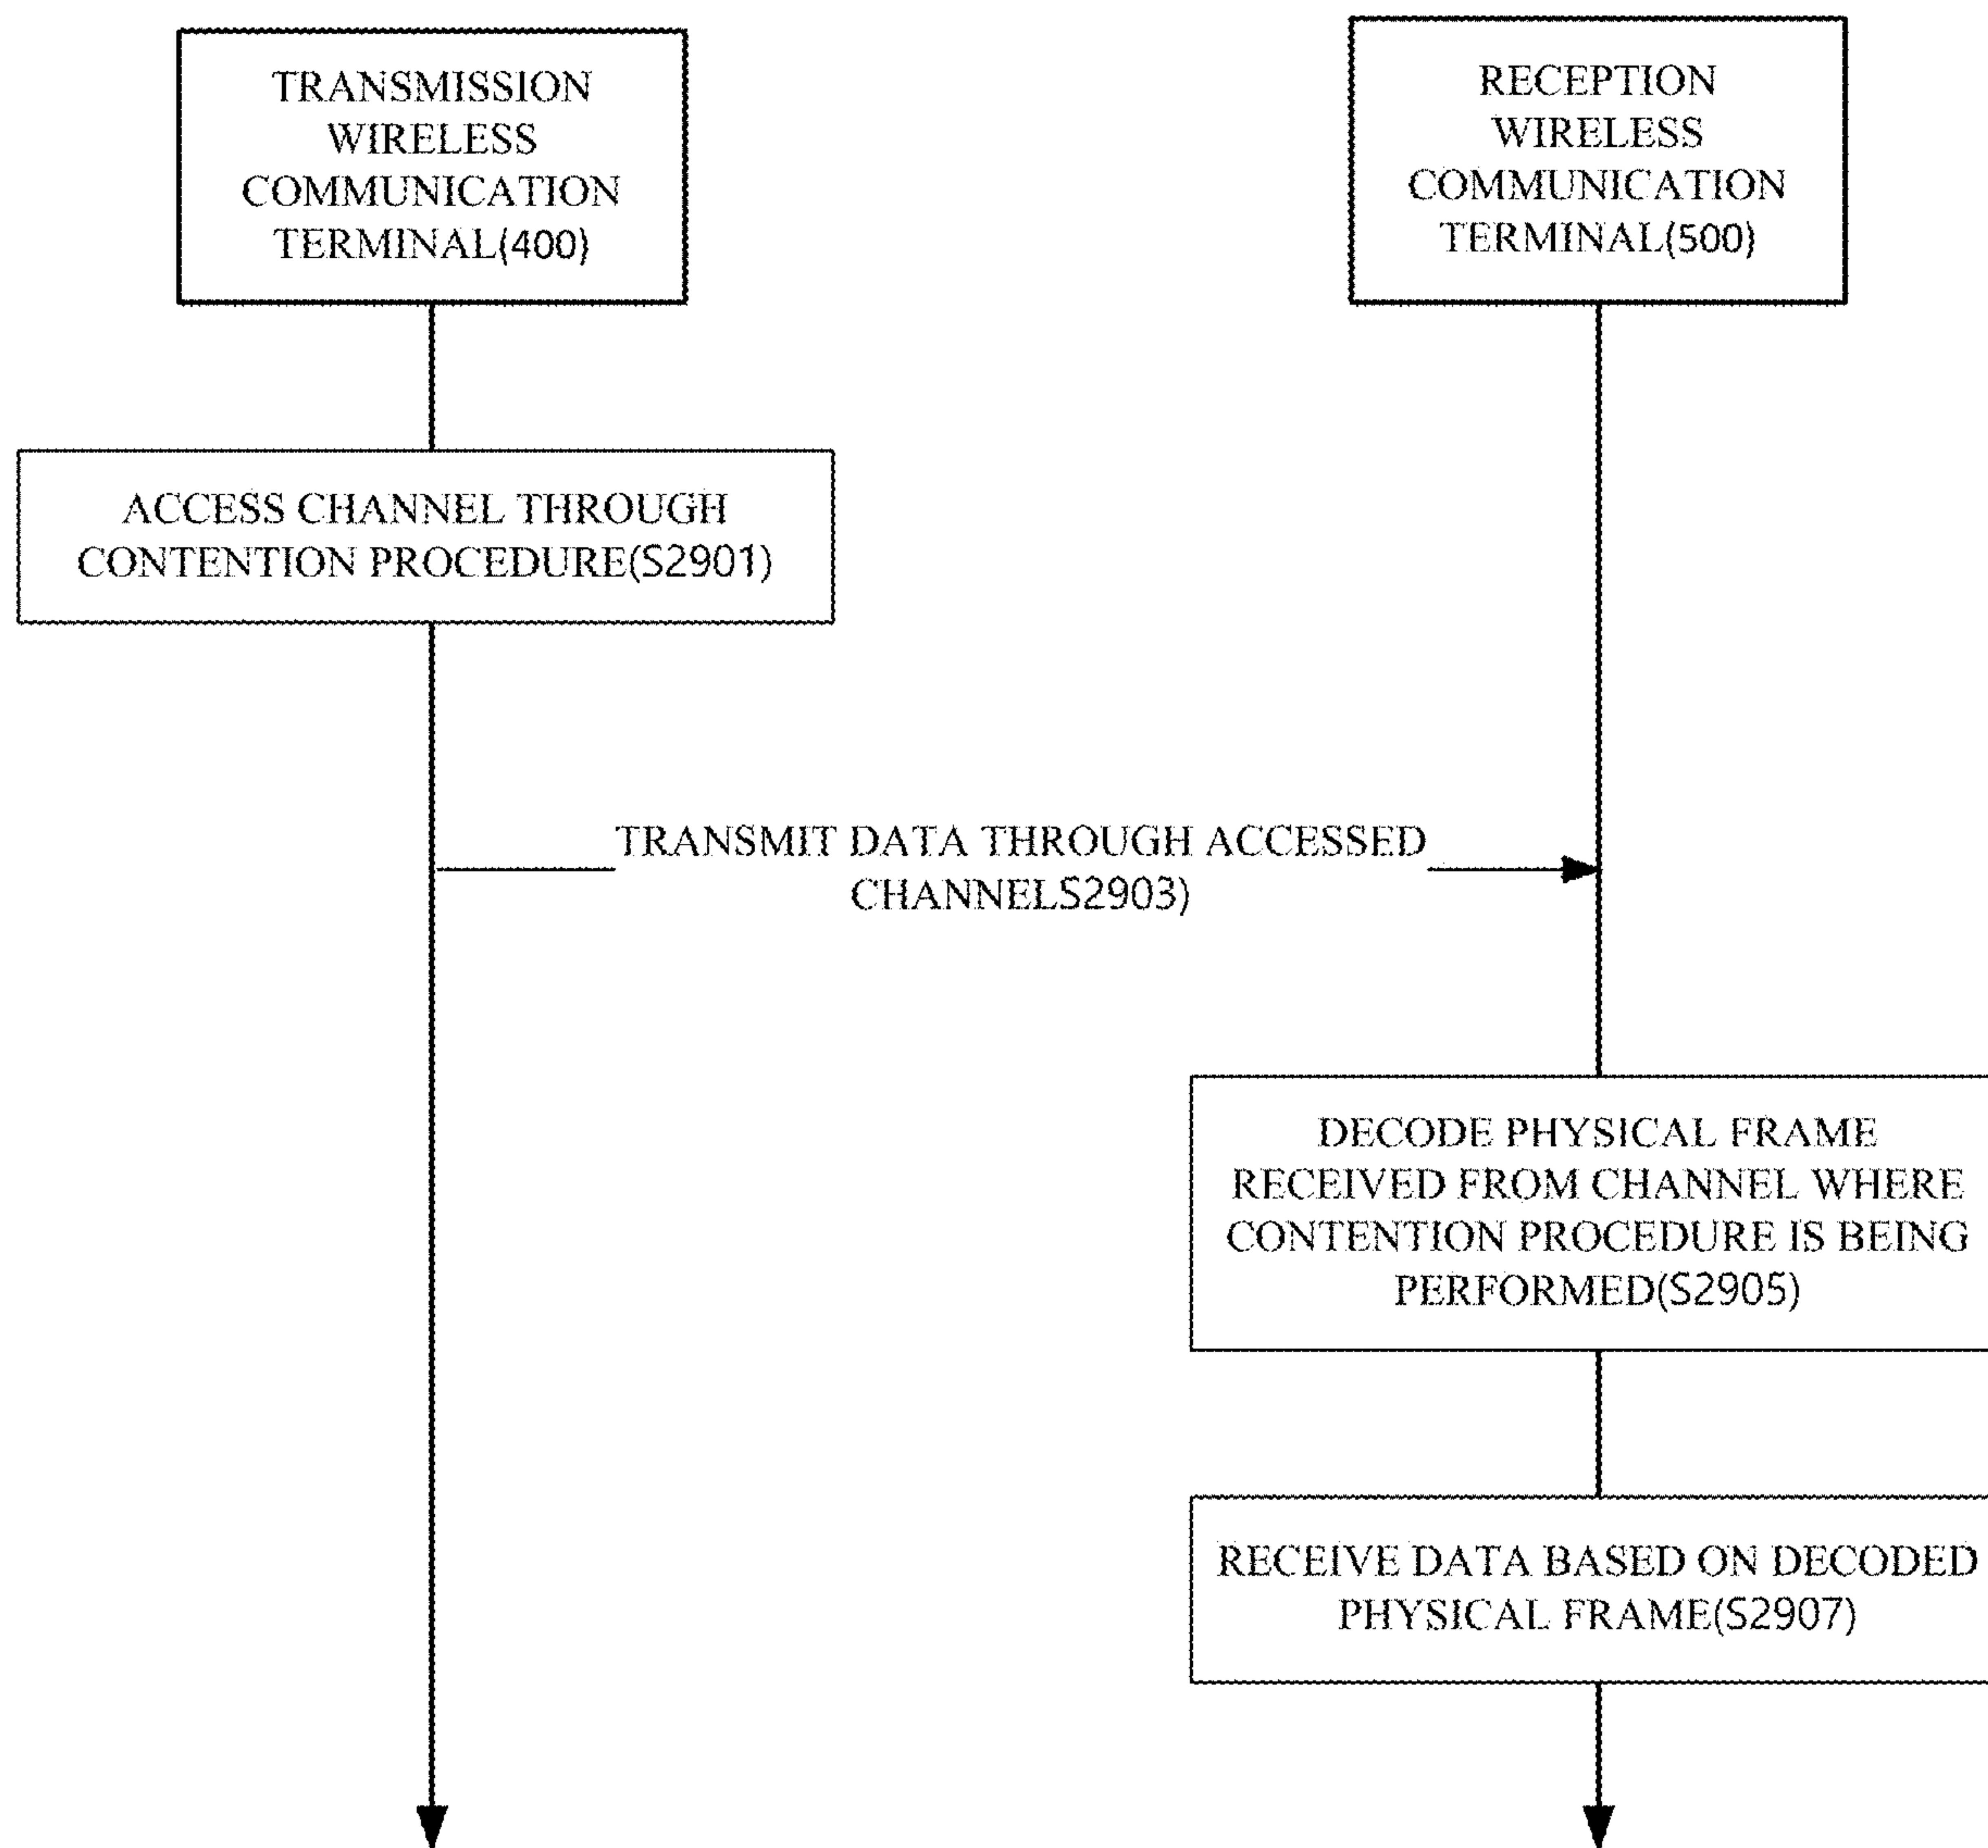 TRANSMISSION
WIRELESS
COMMUNICATION
TERMINAL(400)
RECEPTION
WIRELESS
COMMUNICATION
TERMINAL(500)
ACCESS CHANNEL THROUGH
CONTENTION PROCEDURE(S2901)
TRANSMIT DATA THROUGH ACCESSED
CHANNELS2903)
DECODE PHYSICAL FRAME
RECEIVED FROM CHANNEL WHERE
CONTENTION PROCEDURE IS BEING
PERFORMED(S2905)
RECEIVE DATA BASED ON DECODED
PHYSICAL FRAME(S2907)